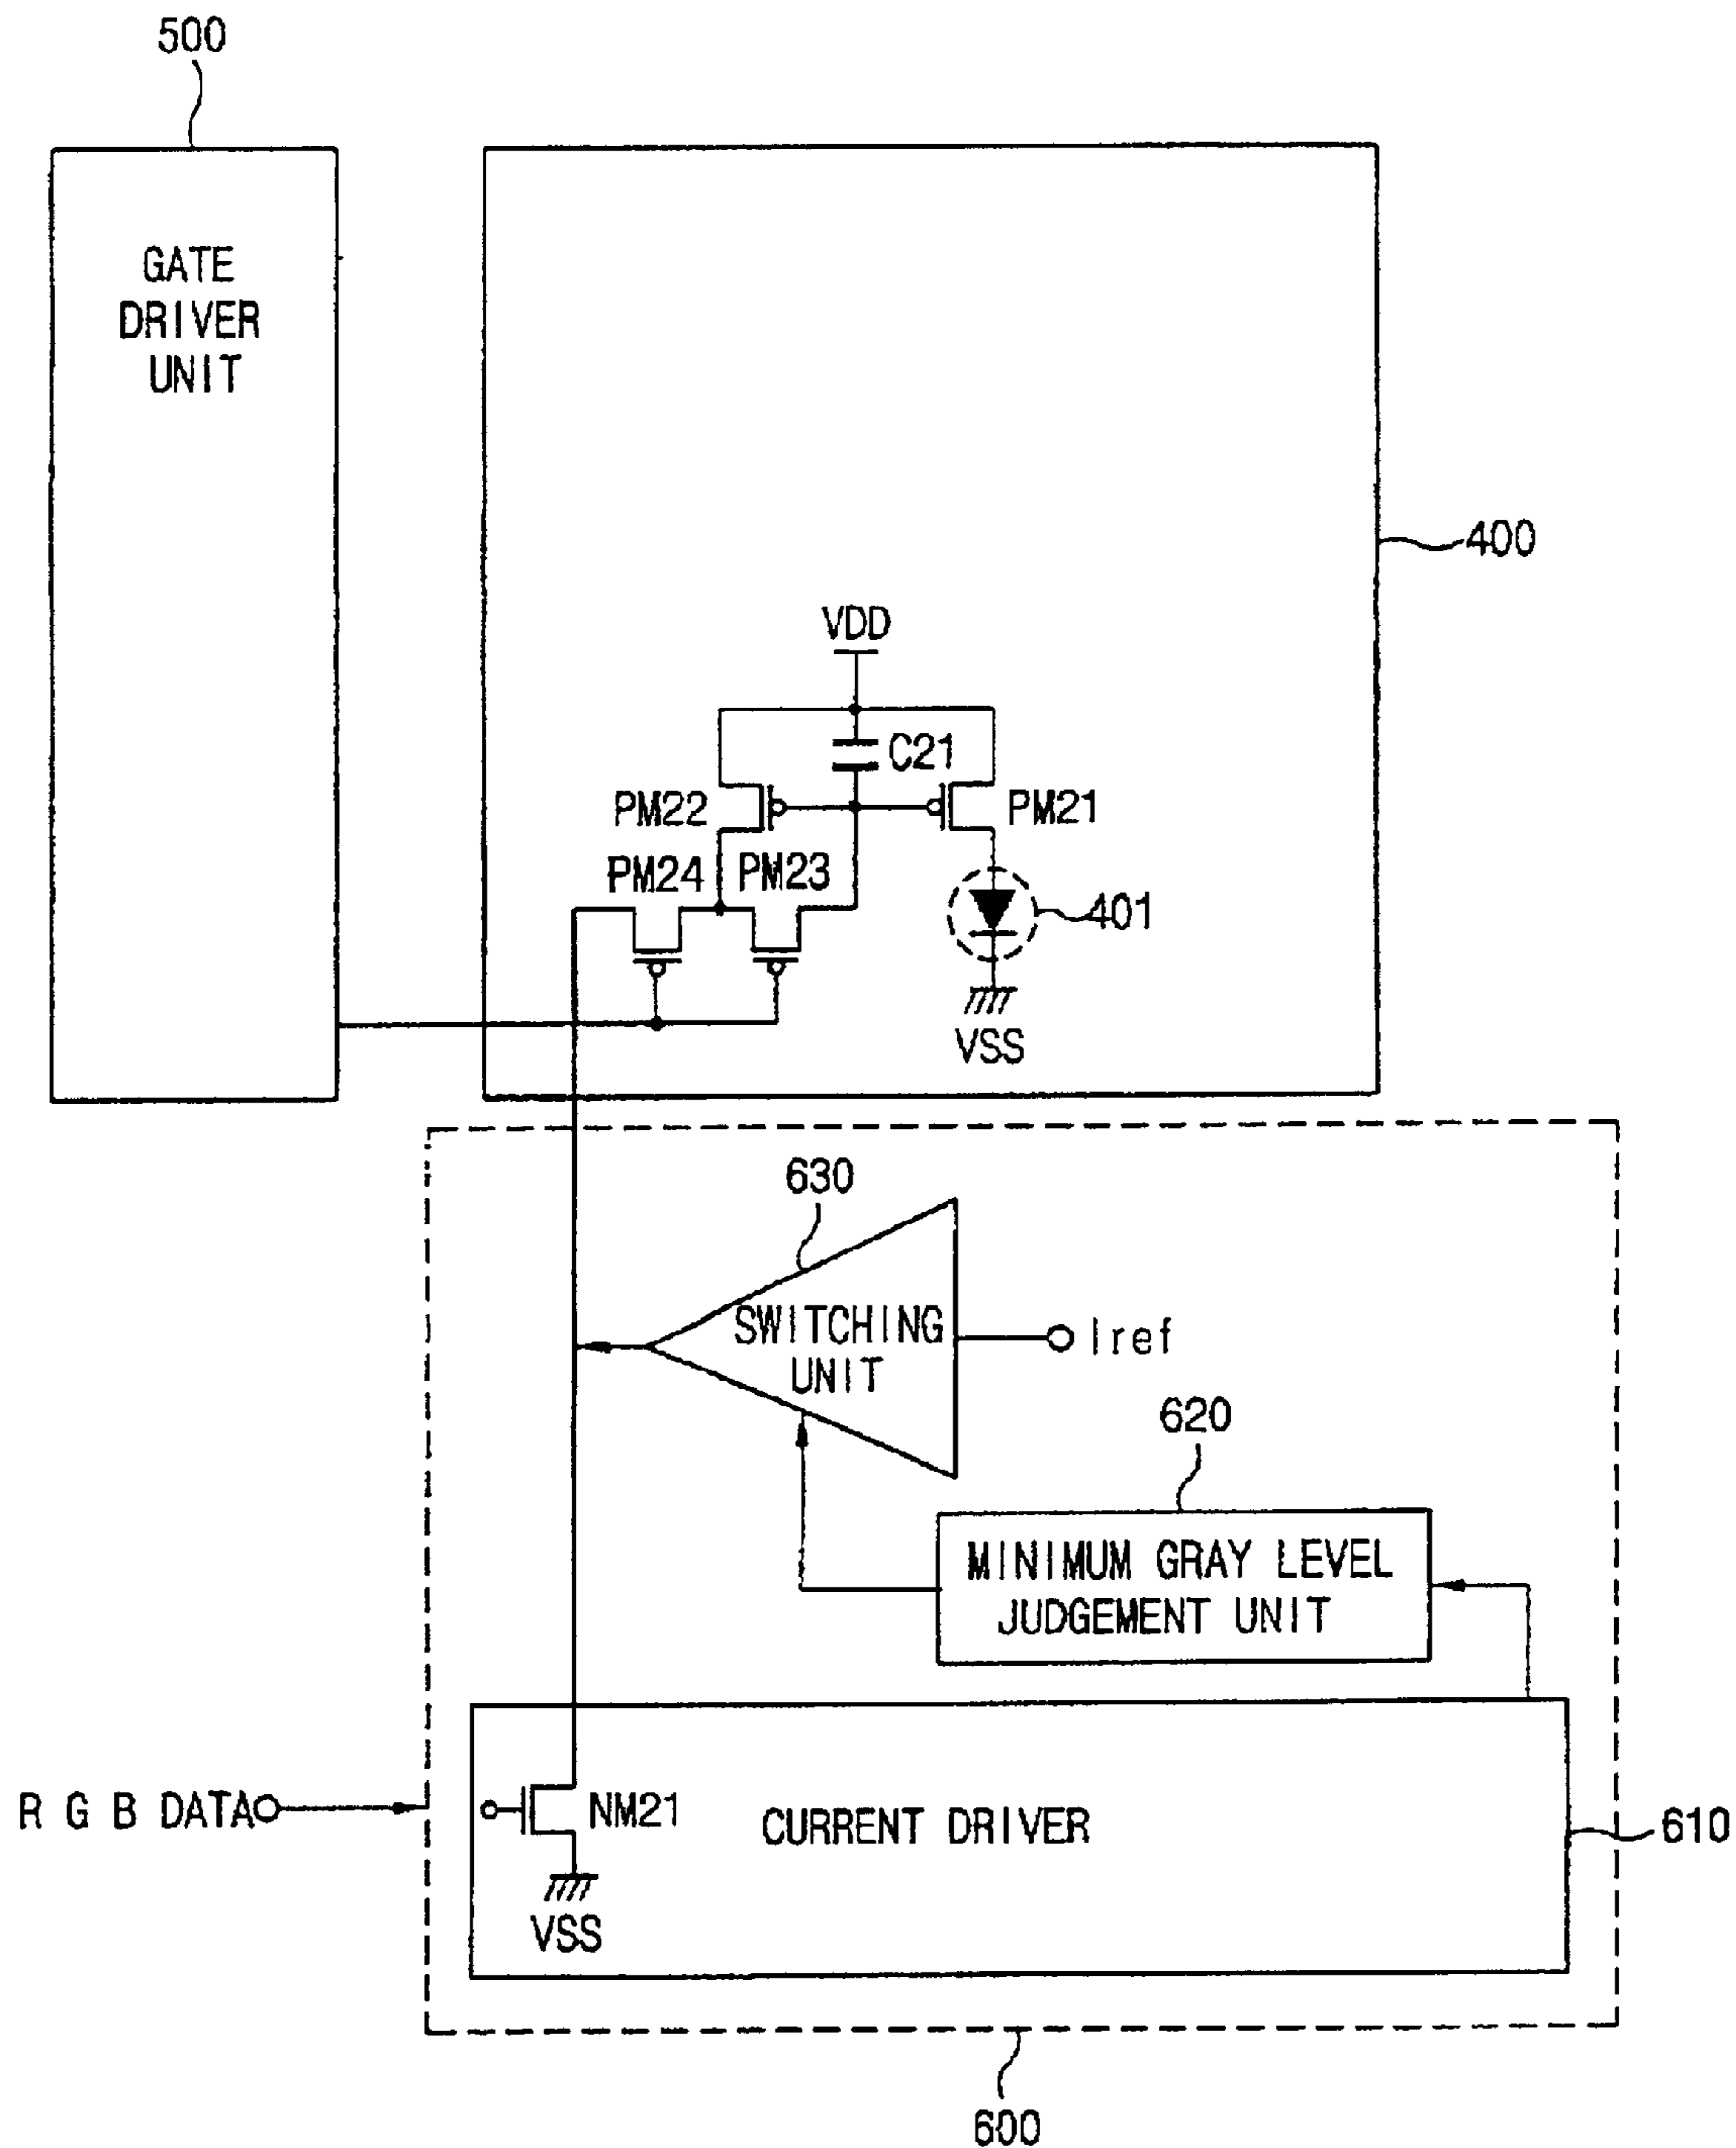 500
GATE
DRIVER
UNIT
400
VDD
C21
PM22
PM21
PM24
PM23
401
VSS
630
SWITCHING
UNIT
Iref
620
MINIMUM GRAY LEVEL
JUDGEMENT UNIT
R G B DATA
NM21
CURRENT DRIVER
610
VSS
600